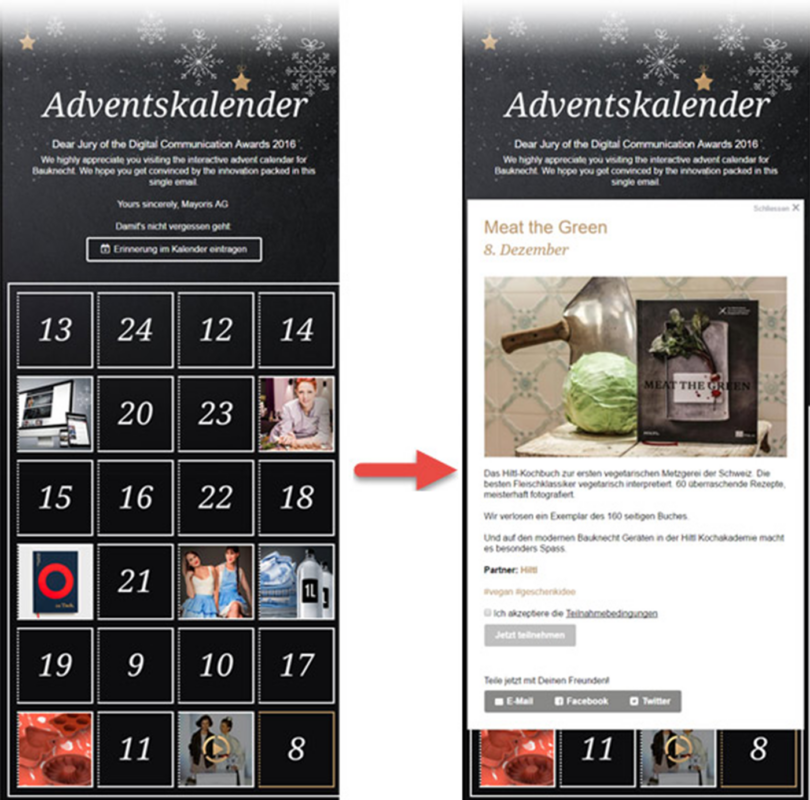 Adventskalender
Dear Jury of the Digital Communication Awards 2016
We highly appreciate you visiting the interactive advent calendar for
Bauknecht. We hope you get convinced by the inhovation packed in this
single email.
Yours sincerely, Mayoris AG
Damit's nicht vergessen geht:
Erinnerung im Kalender eintragen
13 24 12 14
20 23
15 16 22 18
21 1L
19 9 10 17
11 8
Adventskalender
Dear Jury of the Digital Communication Awards 2016
We highly appreciate you visiting the interactive advent calendar for
Bauknecht. We hope you get convinced by the inhovation packed in this
single email.
Schliessen X
Meat the Green
8. Dezember
MEAT THE GREEN
Das Hiltl-Kochbuch zur ersten vegetarischen Metzgerei der Schweiz. Die
besten Fleischklassiker vegetarisch interpretiert. 60 überraschende Rezepte,
meisterhaft fotografiert.
Wir verlosen ein Exemplar des 160 seitigen Buches.
Und auf den modernen Bauknecht Geräten in der Hiltl Kochakademie macht
es besonders Spass.
Partner: Hiltl
#vegan #geschenkidee
Ich akzeptiere die Teilnahmebedingungen
Jetzt teilnehmen
Teile jetzt mit Deinen Freunden!
E-Mail Facebook Twitter
11 8